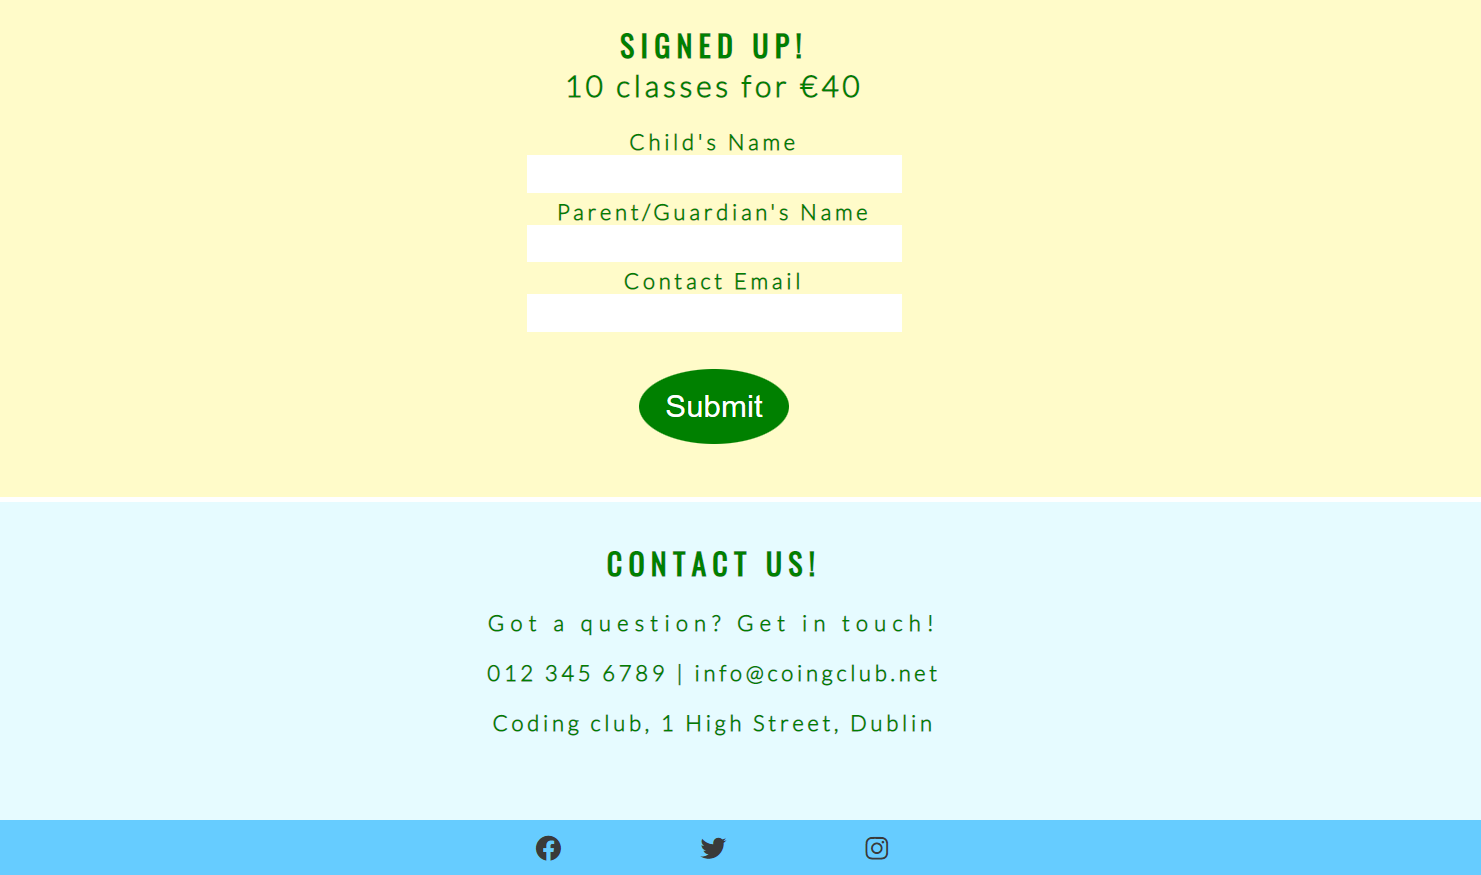 SIGNED UP!
10 classes for €40
Child's Name
Parent/Guardian's Name
Contact Email
Submit
CONTACT US!
Got a question? Get in touch!
012 345 6789 | info@coingclub.net
Coding club, 1 High Street, Dublin